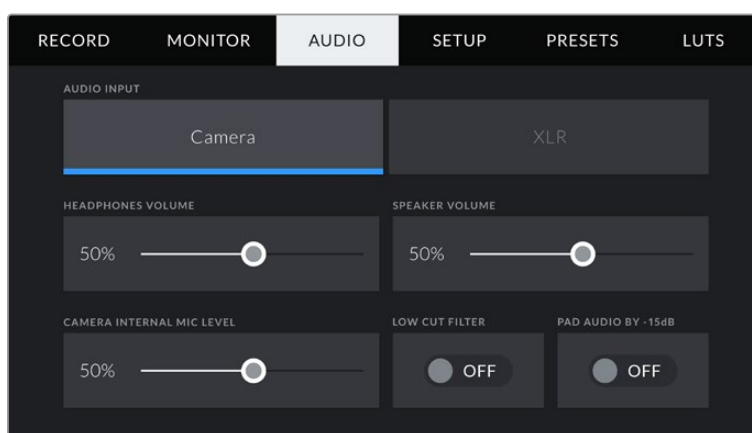 RECORD MONITOR AUDIO SETUP PRESETS LUTS
AUDIO INPUT
Camera XLR
HEADPHONES VOLUME SPEAKER VOLUME
50% 50%
CAMERA INTERNAL MIC LEVEL LOW CUT FILTER PAD AUDIO BY -15dB
50% OFF OFF